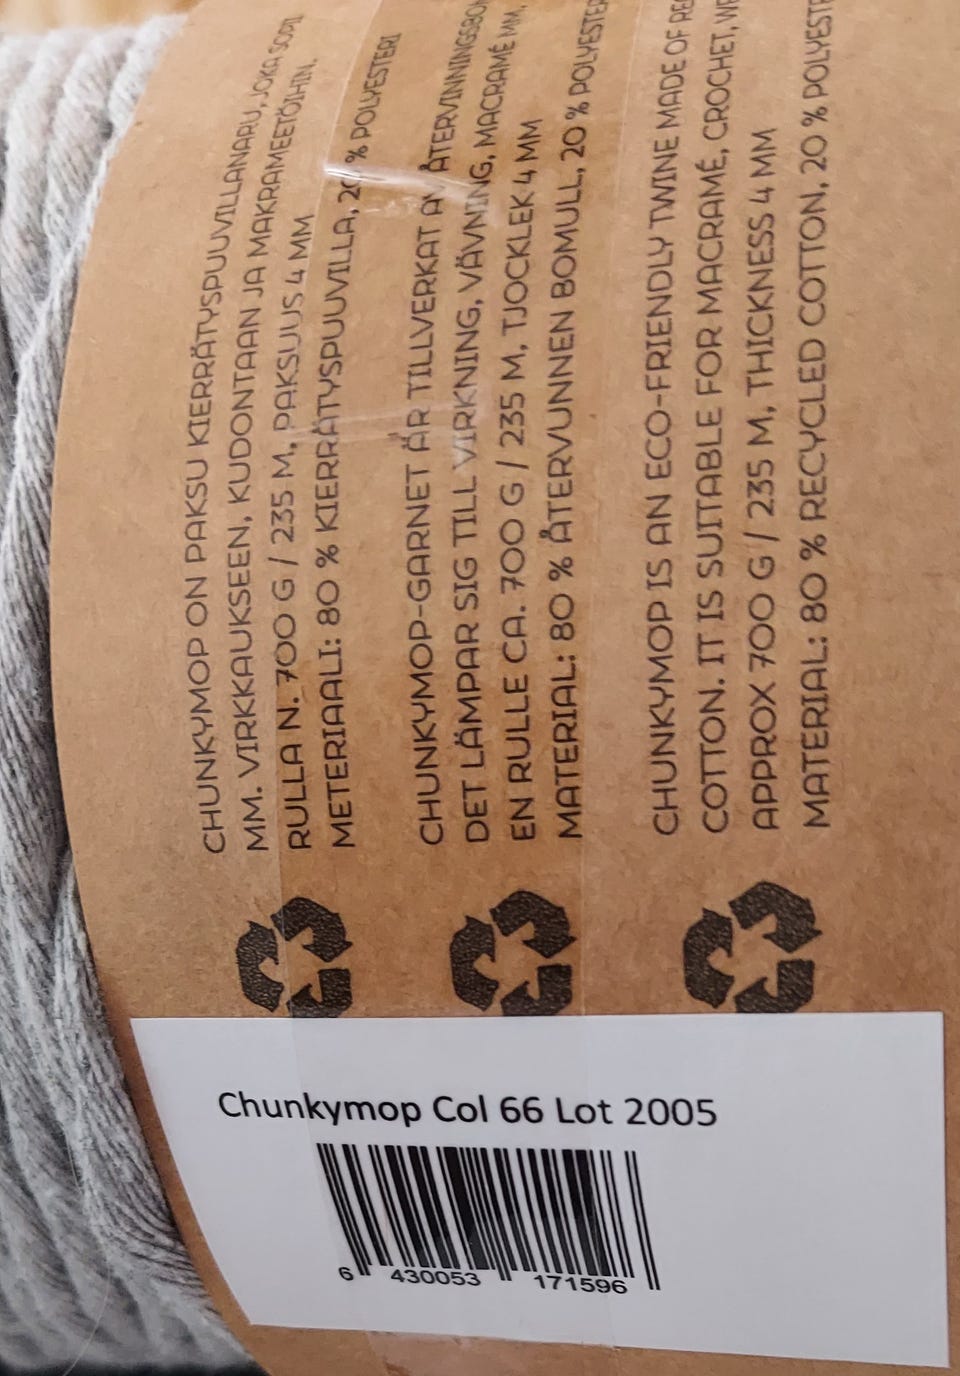 CHUNKYMOP ON PAKSU KIERRÄTYSPUUVILLANARU, JOKA SOPII
MM. VIRKKAUKSEEN, KUDONTAAN JA MAKRAMEETÖIHIN.
RULLA N. 700 G / 235 M, PAKSUUS 4 MM
METERIAALI: 80 % KIERRÄTYSPUUVILLA, 20 % POLYESTERI
CHUNKYMOP-GARNET ÄR TILLVERKAT AV
DET LÄMPAR SIG TILL VIRKNING, VÄVNING, MACRAMÉ MM.
EN RULLE CA. 700 G / 235 M, TJOCKLEK 4 MM
MATERIAL: 80 % ÅTERVUNNEN BOMULL, 20 % POLYESTER
CHUNKYMOP IS AN ECO-FRIENDLY TWINE MADE OF
COTTON. IT IS SUITABLE FOR MACRAMÉ, CROCHET,
APPROX 700 G / 235 M, THICKNESS 4 MM
MATERIAL: 80 % RECYCLED COTTON, 20 %
Chunkymop Col 66 Lot 2005
6 430053 171596